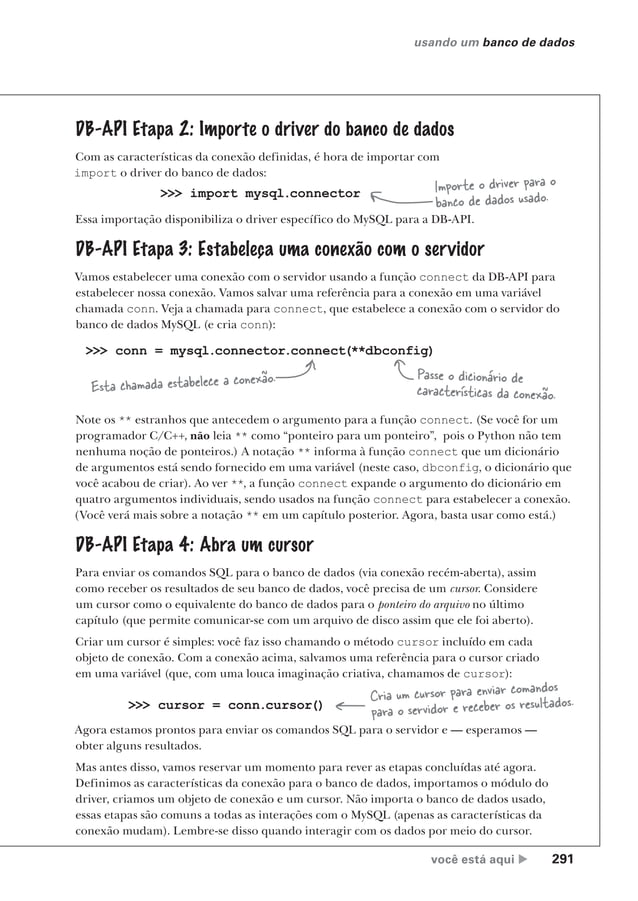 usando um banco de dados
DB-API Etapa 2: Importe o driver do banco de dados
Com as características da conexão definidas, é hora de importar com
import o driver do banco de dados:
>>> import mysql.connector
Importe o driver para o
banco de dados usado.
Essa importação disponibiliza o driver específico do MySQL para a DB-API.
DB-API Etapa 3: Estabeleça uma conexão com o servidor
Vamos estabelecer uma conexão com o servidor usando a função connect da DB-API para
estabelecer nossa conexão. Vamos salvar uma referência para a conexão em uma variável
chamada conn. Veja a chamada para connect, que estabelece a conexão com o servidor do
banco de dados MySQL (e cria conn):
>>> conn = mysql.connector.connect(**dbconfig)
Esta chamada estabelece a conexão.
Passe o dicionário de
características da conexão.
Note os ** estranhos que antecedem o argumento para a função connect. (Se você for um
programador C/C++, não leia ** como “ponteiro para um ponteiro”, pois o Python não tem
nenhuma noção de ponteiros.) A notação ** informa à função connect que um dicionário
de argumentos está sendo fornecido em uma variável (neste caso, dbconfig, o dicionário que
você acabou de criar). Ao ver **, a função connect expande o argumento do dicionário em
quatro argumentos individuais, sendo usados na função connect para estabelecer a conexão.
(Você verá mais sobre a notação ** em um capítulo posterior. Agora, basta usar como está.)
DB-API Etapa 4: Abra um cursor
Para enviar os comandos SQL para o banco de dados (via conexão recém-aberta), assim
como receber os resultados de seu banco de dados, você precisa de um cursor. Considere
um cursor como o equivalente do banco de dados para o ponteiro do arquivo no último
capítulo (que permite comunicar-se com um arquivo de disco assim que ele foi aberto).
Criar um cursor é simples: você faz isso chamando o método cursor incluído em cada
objeto de conexão. Com a conexão acima, salvamos uma referência para o cursor criado
em uma variável (que, com uma louca imaginação criativa, chamamos de cursor):
>>> cursor = conn.cursor()
Cria um cursor para enviar comandos
para o servidor e receber os resultados.
Agora estamos prontos para enviar os comandos SQL para o servidor e — esperamos —
obter alguns resultados.
Mas antes disso, vamos reservar um momento para rever as etapas concluídas até agora.
Definimos as características da conexão para o banco de dados, importamos o módulo do
driver, criamos um objeto de conexão e um cursor. Não importa o banco de dados usado,
essas etapas são comuns a todas as interações com o MySQL (apenas as características da
conexão mudam). Lembre-se disso quando interagir com os dados por meio do cursor.
você está aqui ▶ 291